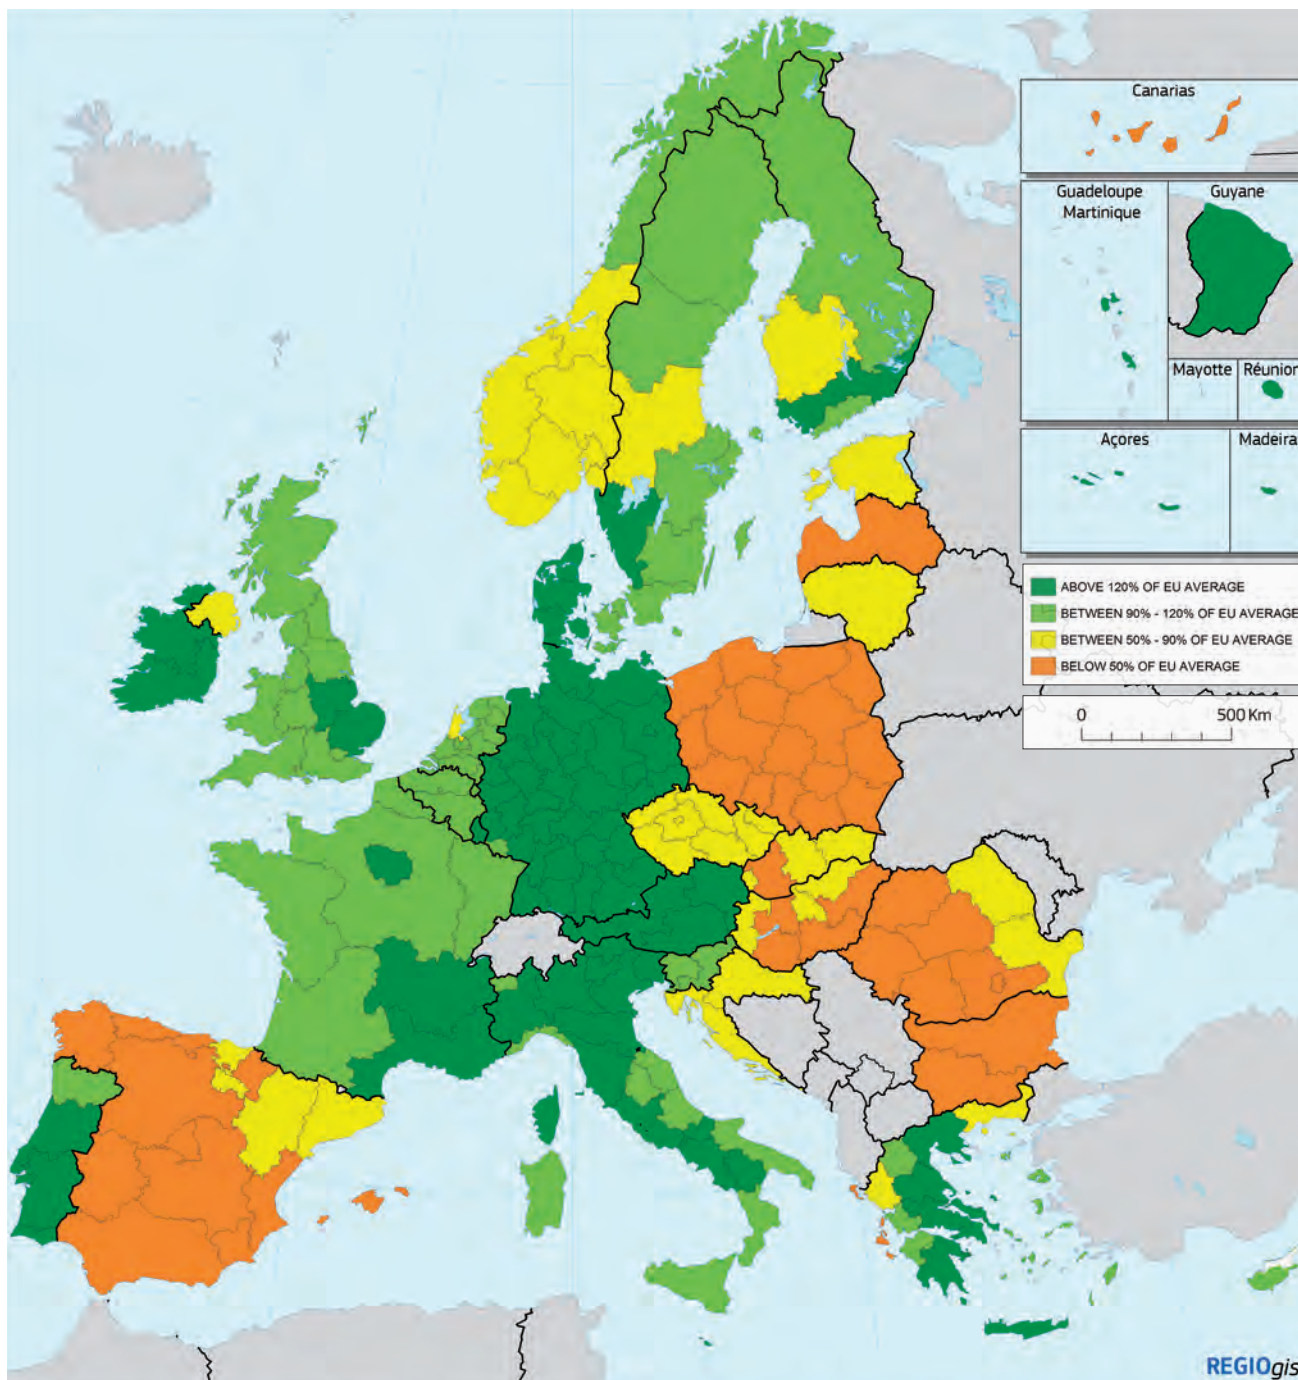 Canarias
Guadeloupe
Martinique
Guyane
Mayotte
Réunion
Açores
Madeira
ABOVE 120% OF EU AVERAGE
BETWEEN 90% - 120% OF EU AVERAGE
BETWEEN 50% - 90% OF EU AVERAGE
BELOW 50% OF EU AVERAGE
0 500 Km
REGIOgis